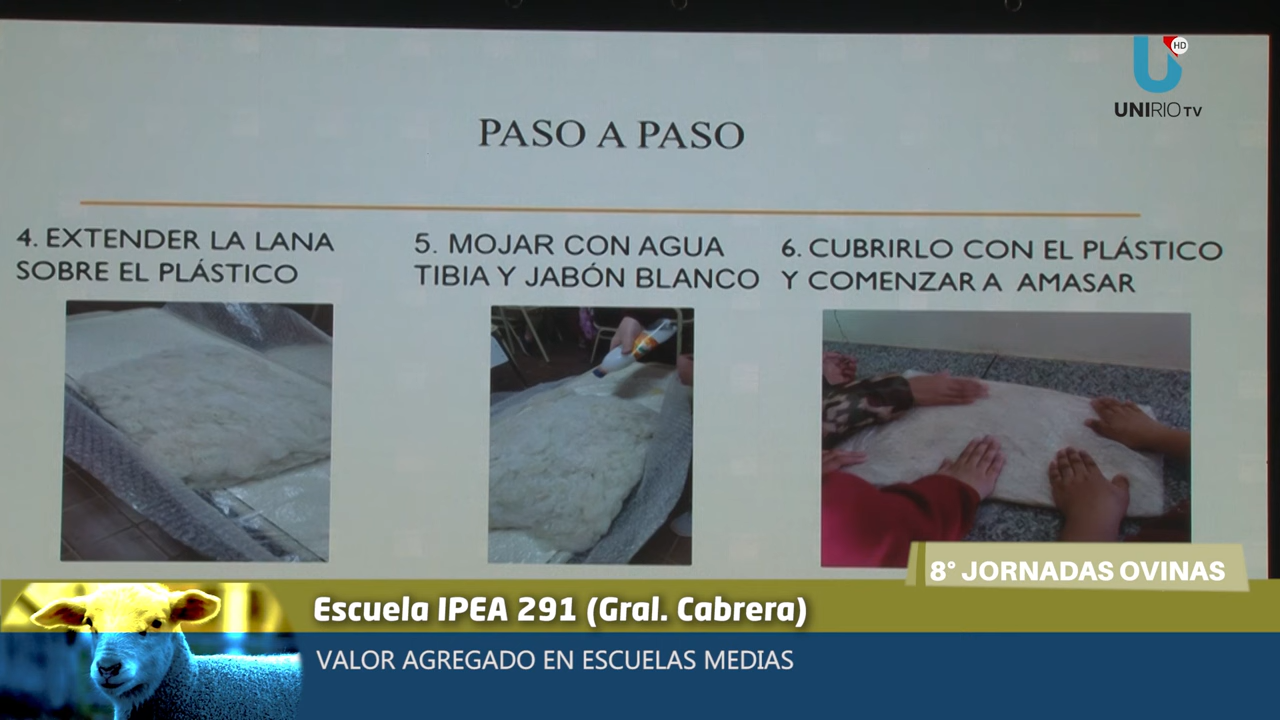 HD
UNIRIO TV
PASO A PASO
4. EXTENDER LA LANA
SOBRE EL PLÁSTICO
5. MOJAR CON AGUA
TIBIA Y JABÓN BLANCO
6. CUBRIRLO CON EL PLÁSTICO
Y COMENZAR A AMASAR
8° JORNADAS OVINAS
Escuela IPEA 291 (Gral. Cabrera)
VALOR AGREGADO EN ESCUELAS MEDIAS